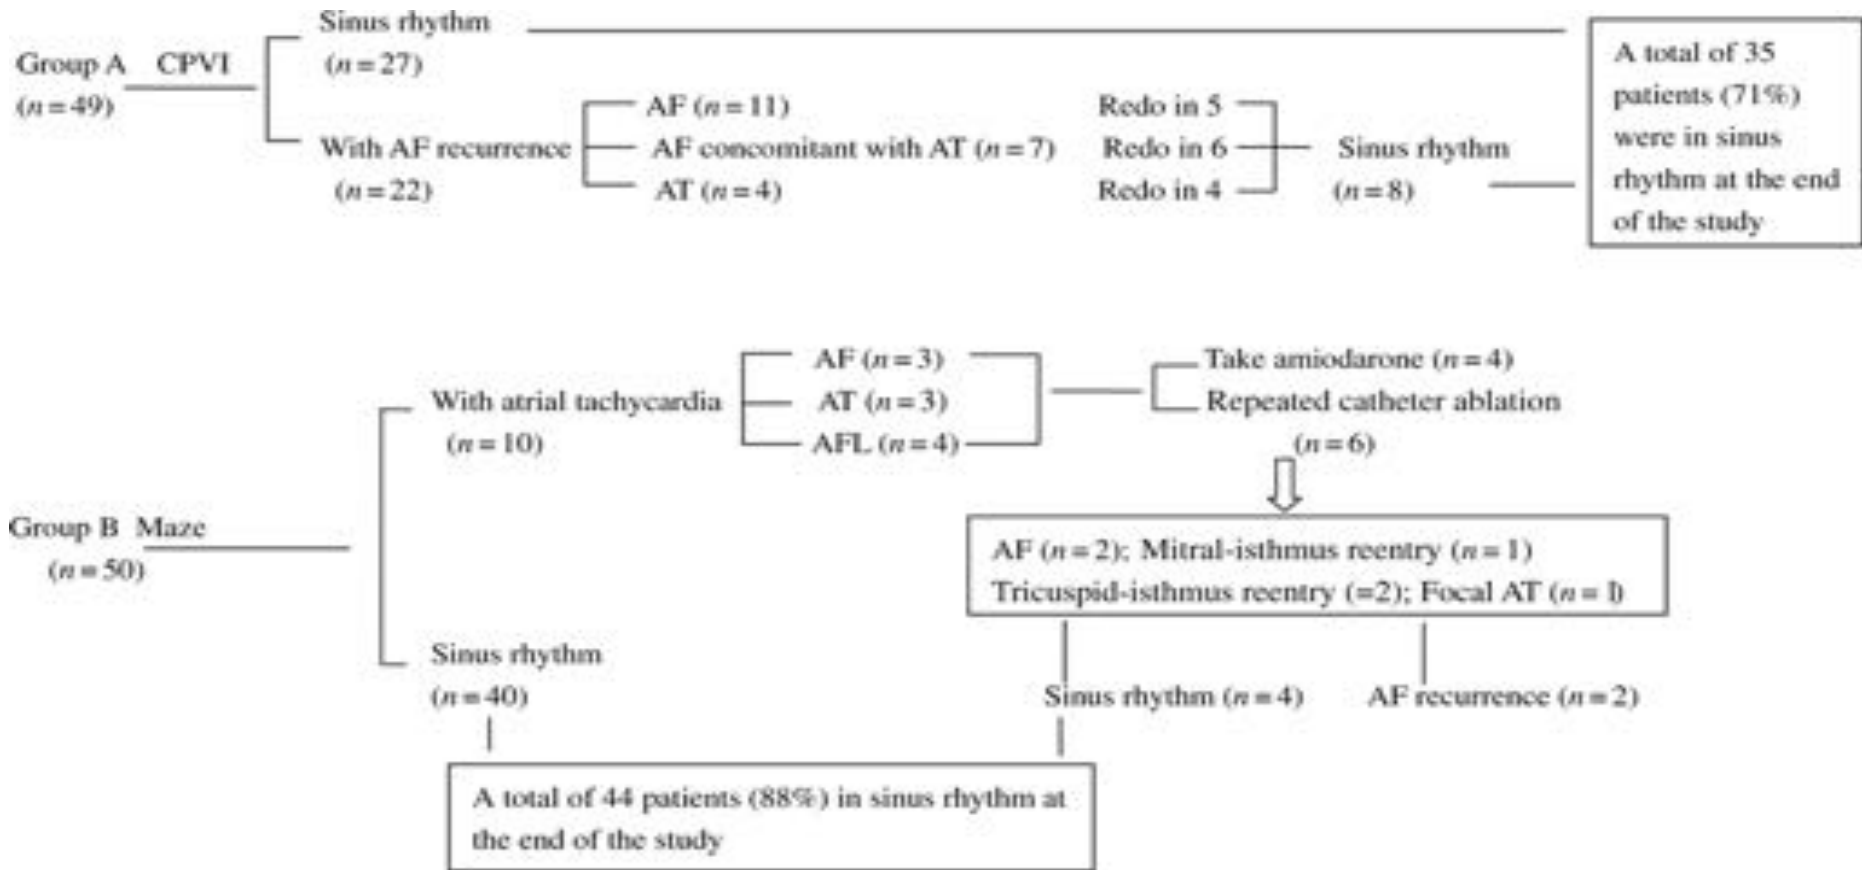 Sinus rhythm
(n=27)
Group A CPVI
(n=49)
With AF recurrence
(n=22)
AF (n=11)
AF concomitant with AT (n=7)
AT (n=4)
Redo in 5
Redo in 6
Redo in 4
Sinus rhythm
(n=8)
A total of 35
patients (71%)
were in sinus
rhythm at the end
of the study
Group B Maze
(n=50)
With atrial tachycardia
(n=10)
AF (n=3)
AT (n=3)
AFL (n=4)
Take amiodarone (n=4)
Repeated catheter ablation
(n=6)
AF (n=2); Mitral-isthmus reentry (n=1)
Tricuspid-isthmus reentry (=2); Focal AT (n=1)
Sinus rhythm
(n=40)
Sinus rhythm (n=4)
AF recurrence (n=2)
A total of 44 patients (88%) in sinus rhythm at
the end of the study